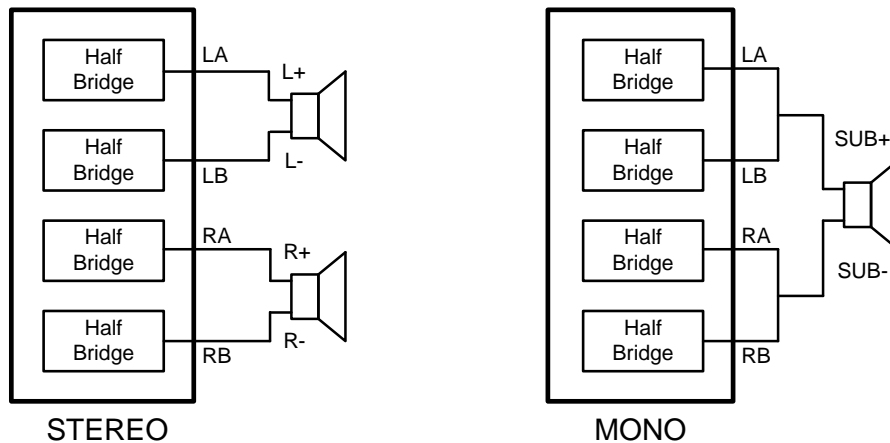 Half
Bridge
LA
L+
Half
Bridge
LB
L-
Half
Bridge
RA
R+
Half
Bridge
RB
R-
STEREO
Half
Bridge
LA
Half
Bridge
LB
SUB+
Half
Bridge
RA
SUB-
Half
Bridge
RB
MONO